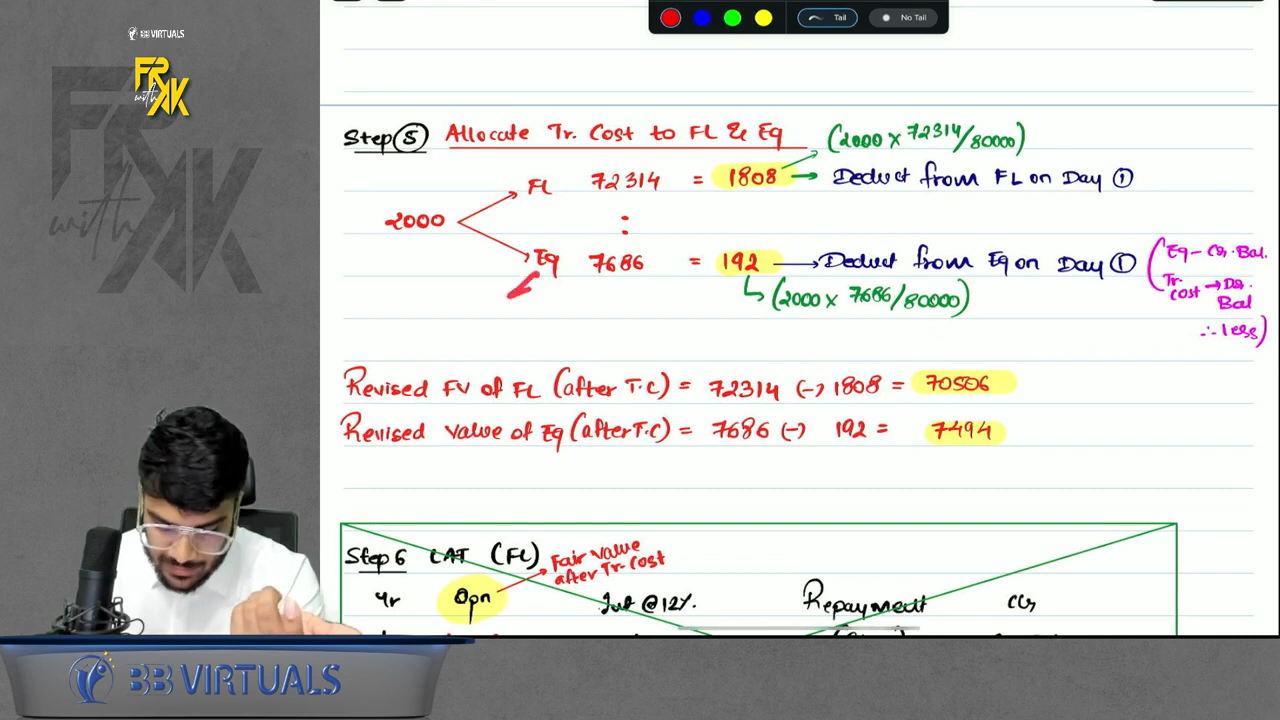 BB VIRTUALS
FR
with
AK
Tail
No Tail
Step 5 Allocate Tr. Cost to FL & Eq
(2000 x 72314/80000)
FL 72314 = 1808 → Deduct from FL on Day ①
2000
:
Eq 7686 = 192 → Deduct from Eq on Day ①
(2000 x 7686/80000)
(Eq – Cr. Bal.
Tr. Cost → Dr. Bal
∴ less)
Revised FV of FL (after T.C) = 72314 (-) 1808 = 70506
Revised Value of Eq (after T.C) = 7686 (-) 192 = 7494
Step 6 LAT (FL)
Fair Value
after Tr. Cost
Yr Opn Int @12%. Repayment Clg
BB VIRTUALS